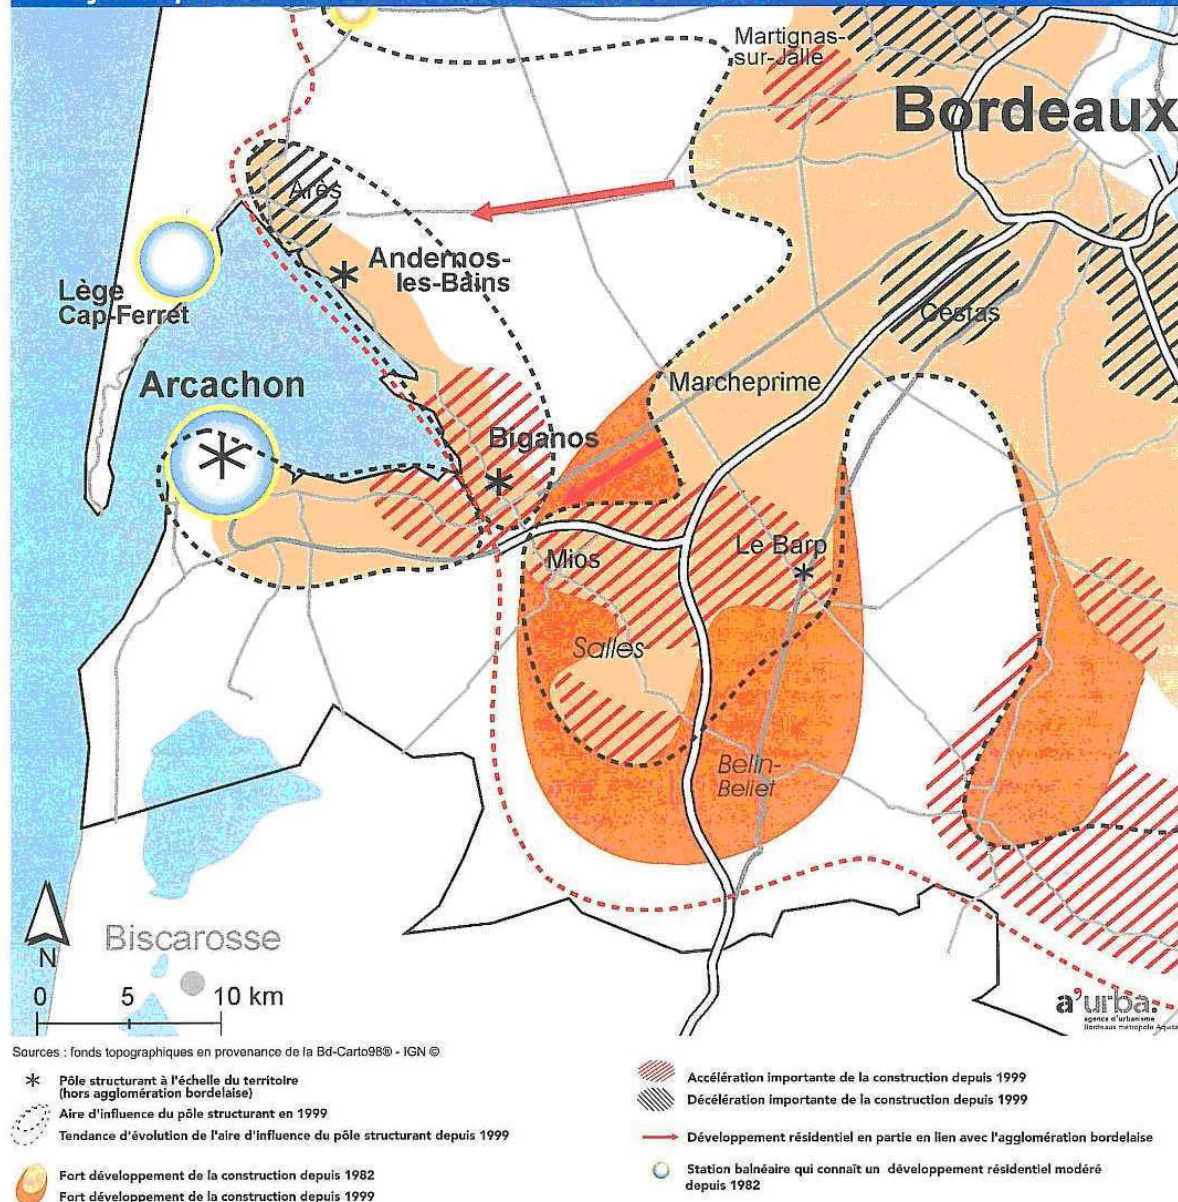 Martignas-
sur-Jalle
Bordeaux
Arès
Andernos-
les-Bains
Lège
Cap-Ferret
Cestas
Arcachon
Marcheprime
Biganos
Mios
Le Barp
Salles
Belin-
Beliet
N
Biscarosse
0 5 10 km
a'urba.
agence d'urbanisme
Bordeaux métropole Aquita
Sources : fonds topographiques en provenance de la Bd-Carto98® - IGN ©
Pôle structurant à l'échelle du territoire
(hors agglomération bordelaise)
Aire d'influence du pôle structurant en 1999
Tendance d'évolution de l'aire d'influence du pôle structurant depuis 1999
Fort développement de la construction depuis 1982
Fort développement de la construction depuis 1999
Accélération importante de la construction depuis 1999
Décélération importante de la construction depuis 1999
Développement résidentiel en partie en lien avec l'agglomération bordelaise
Station balnéaire qui connaît un développement résidentiel modéré
depuis 1982